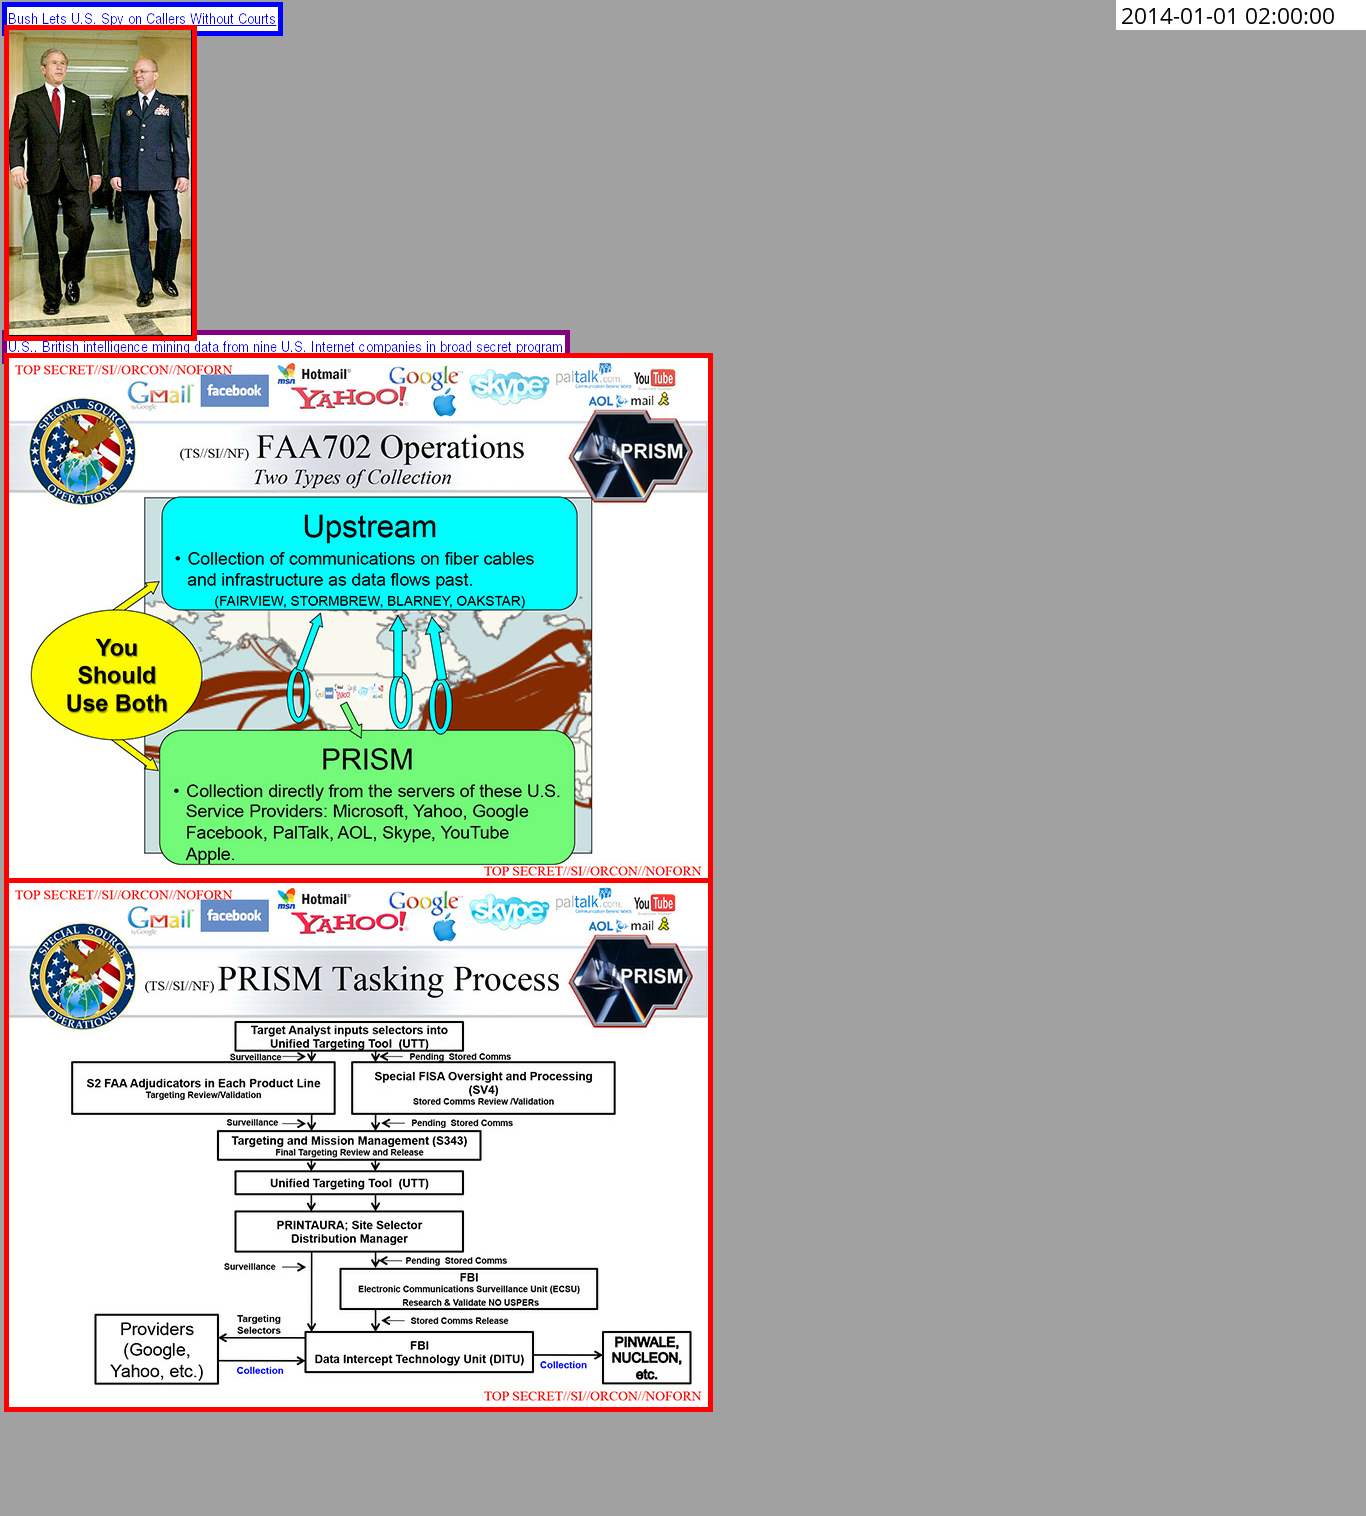 Bush Lets U.S. Spy on Callers Without Courts
2014-01-01 02:00:00
U.S., British intelligence mining data from nine U.S. Internet companies in broad secret program
TOP SECRET//SI//ORCON//NOFORN
Gmail
by Google
facebook
msn
Hotmail
YAHOO!
Google
skype
paltalk.com
YouTube
AOL mail
SPECIAL SOURCE
OPERATIONS
(TS//SI//NF) FAA702 Operations
Two Types of Collection
PRISM
Upstream
• Collection of communications on fiber cables
and infrastructure as data flows past.
(FAIRVIEW, STORMBREW, BLARNEY, OAKSTAR)
You
Should
Use Both
PRISM
• Collection directly from the servers of these U.S.
Service Providers: Microsoft, Yahoo, Google
Facebook, PalTalk, AOL, Skype, YouTube
Apple.
TOP SECRET//SI//ORCON//NOFORN
TOP SECRET//SI//ORCON//NOFORN
Gmail
by Google
facebook
msn
Hotmail
YAHOO!
Google
skype
paltalk.com
YouTube
AOL mail
SPECIAL SOURCE
OPERATIONS
(TS//SI//NF) PRISM Tasking Process
PRISM
Target Analyst inputs selectors into
Unified Targeting Tool (UTT)
Surveillance
Pending Stored Comms
S2 FAA Adjudicators in Each Product Line
Targeting Review/Validation
Special FISA Oversight and Processing
(SV4)
Stored Comms Review /Validation
Surveillance
Pending Stored Comms
Targeting and Mission Management (S343)
Final Targeting Review and Release
Unified Targeting Tool (UTT)
PRINTAURA; Site Selector
Distribution Manager
Surveillance
Pending Stored Comms
FBI
Electronic Communications Surveillance Unit (ECSU)
Research & Validate NO USPERs
Stored Comms Release
Providers
(Google,
Yahoo, etc.)
Targeting
Selectors
Collection
FBI
Data Intercept Technology Unit (DITU)
Collection
PINWALE,
NUCLEON,
etc.
TOP SECRET//SI//ORCON//NOFORN